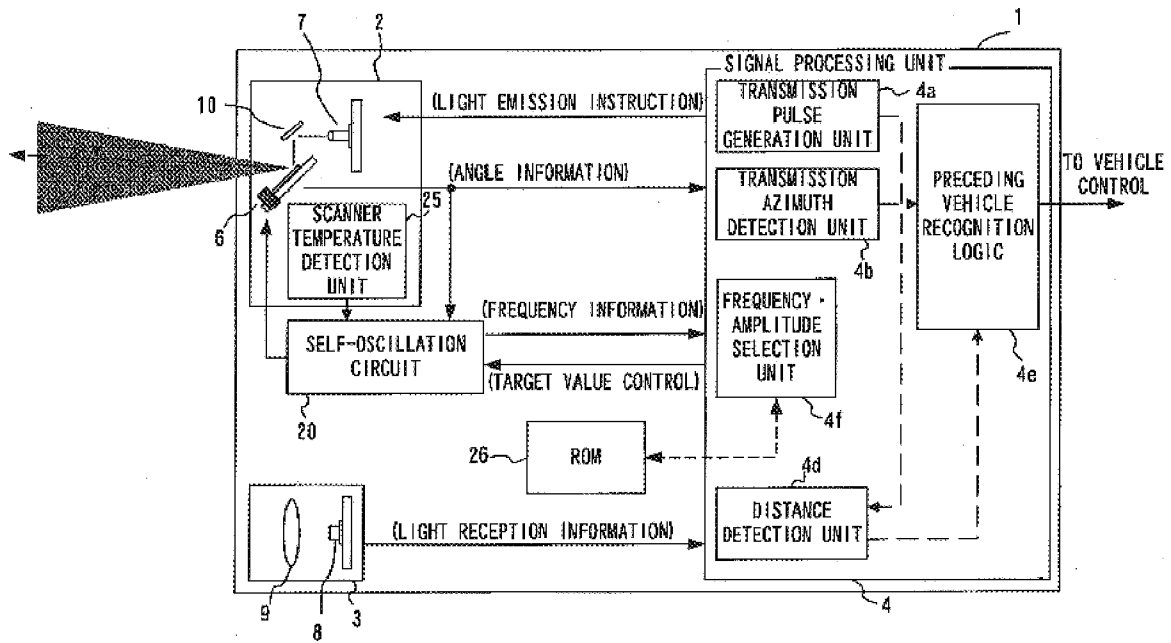 2
1
7
SIGNAL PROCESSING UNIT
10
(LIGHT EMISSION INSTRUCTION)
TRANSMISSION
PULSE
GENERATION UNIT
4a
(ANGLE INFORMATION)
TRANSMISSION
AZIMUTH
DETECTION UNIT
4b
PRECEDING
VEHICLE
RECOGNITION
LOGIC
4e
TO VEHICLE
CONTROL
6
SCANNER
TEMPERATURE
DETECTION
UNIT
25
(FREQUENCY INFORMATION)
FREQUENCY・
AMPLITUDE
SELECTION
UNIT
4f
SELF-OSCILLATION
CIRCUIT
20
(TARGET VALUE CONTROL)
26
ROM
4d
DISTANCE
DETECTION UNIT
(LIGHT RECEPTION INFORMATION)
9
8
3
4